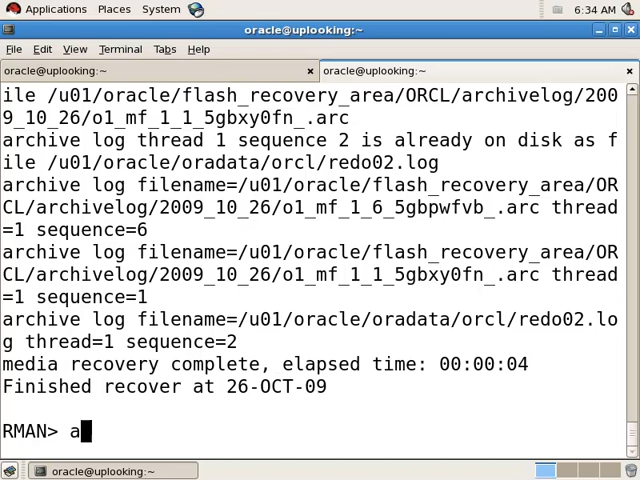 Applications Places System 6:34 AM
oracle@uplooking:~
File Edit View Terminal Tabs Help
oracle@uplooking:~ oracle@uplooking:~
ile /u01/oracle/flash_recovery_area/ORCL/archivelog/200
9_10_26/o1_mf_1_1_5gbxy0fn_.arc
archive log thread 1 sequence 2 is already on disk as f
ile /u01/oracle/oradata/orcl/redo02.log
archive log filename=/u01/oracle/flash_recovery_area/OR
CL/archivelog/2009_10_26/o1_mf_1_6_5gbpwfvb_.arc thread
=1 sequence=6
archive log filename=/u01/oracle/flash_recovery_area/OR
CL/archivelog/2009_10_26/o1_mf_1_1_5gbxy0fn_.arc thread
=1 sequence=1
archive log filename=/u01/oracle/oradata/orcl/redo02.lo
g thread=1 sequence=2
media recovery complete, elapsed time: 00:00:04
Finished recover at 26-OCT-09
RMAN> a
oracle@uplooking:~